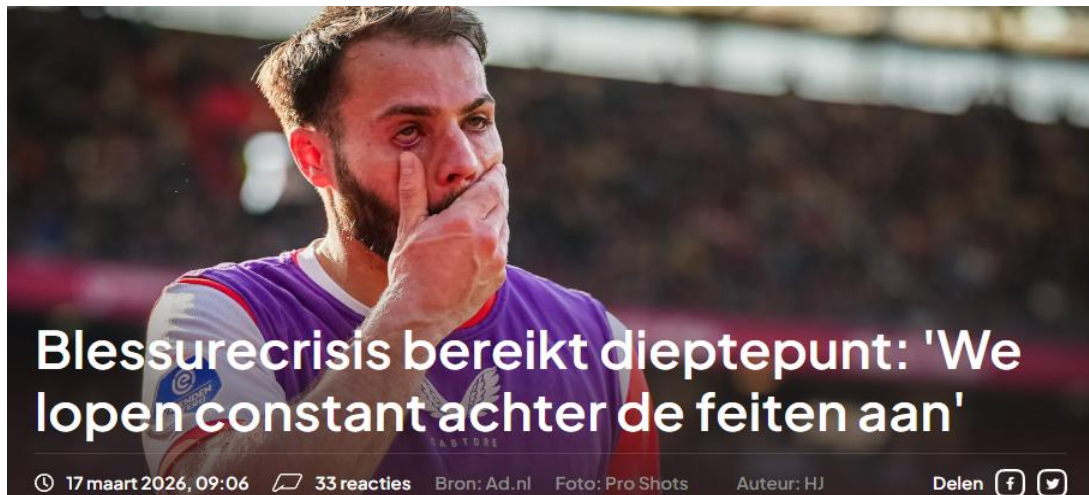 Blessurecrisis bereikt dieptepunt: 'We
lopen constant achter de feiten aan'
CASTORE
17 maart 2026, 09:06 33 reacties Bron: Ad.nl Foto: Pro Shots Auteur: HJ Delen